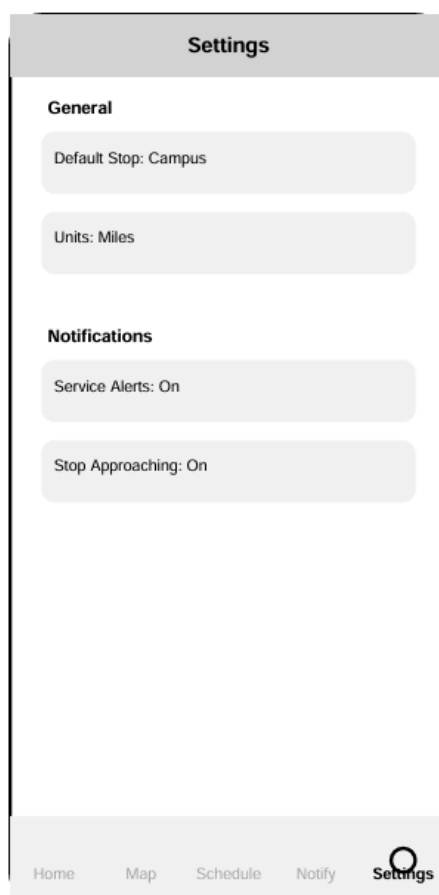 Settings
General
Default Stop: Campus
Units: Miles
Notifications
Service Alerts: On
Stop Approaching: On
Home Map Schedule Notify Settings